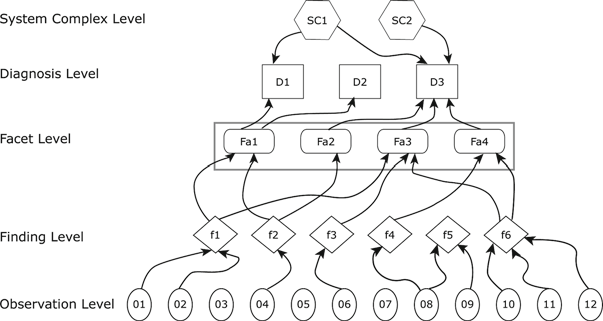 System Complex Level SC1 SC2
Diagnosis Level D1 D2 D3
Facet Level Fa1 Fa2 Fa3 Fa4
Finding Level f1 f2 f3 f4 f5 f6
Observation Level 01 02 03 04 05 06 07 08 09 10 11 12